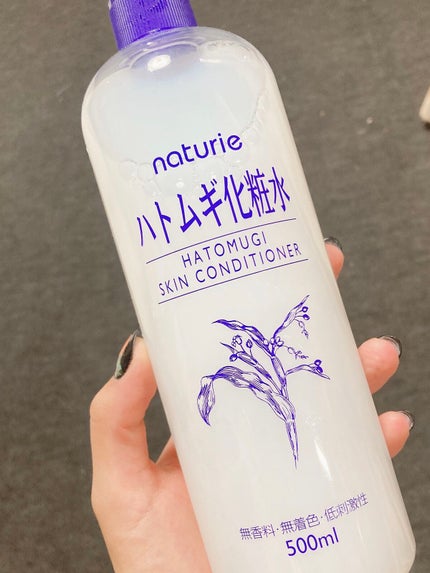 naturie
ハトムギ化粧水
HATOMUGI
SKIN CONDITIONER
無香料・無着色・低刺激性
500ml